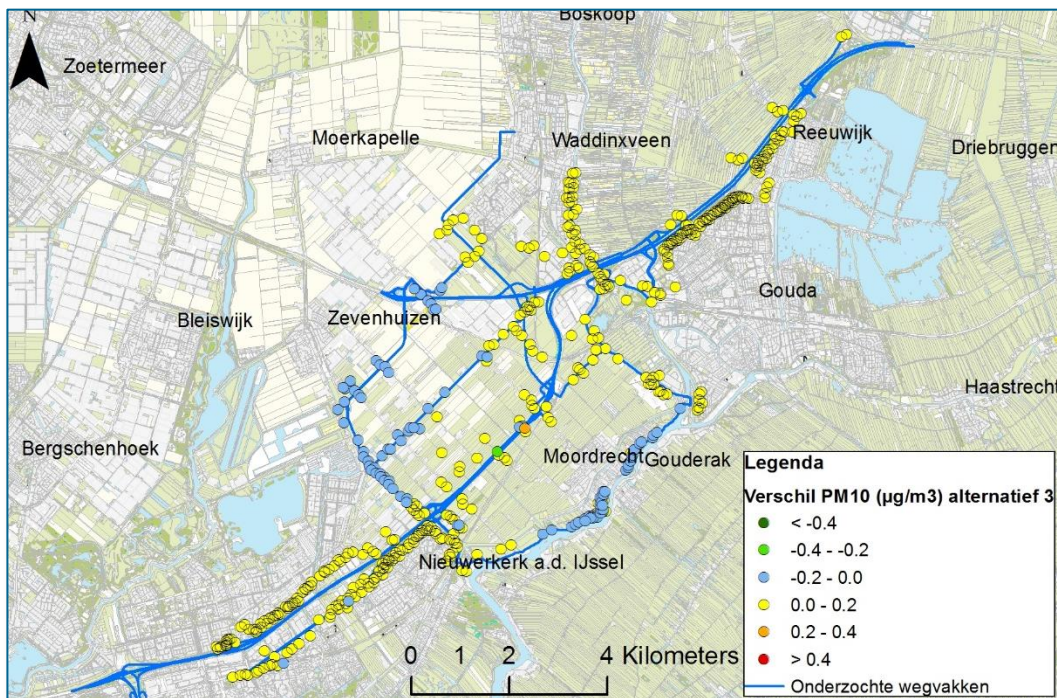 N
Boskoop
Zoetermeer
Moerkapelle
Waddinxveen
Reeuwijk
Driebruggen
Gouda
Zevenhuizen
Bleiswijk
Haastrecht
Bergschenhoek
Moordrecht
Gouderak
Nieuwerkerk a.d. IJssel
0 1 2 4 Kilometers
Legenda
Verschil PM10 (µg/m3) alternatief 3
< -0.4
-0.4 - -0.2
-0.2 - 0.0
0.0 - 0.2
0.2 - 0.4
> 0.4
Onderzochte wegvakken